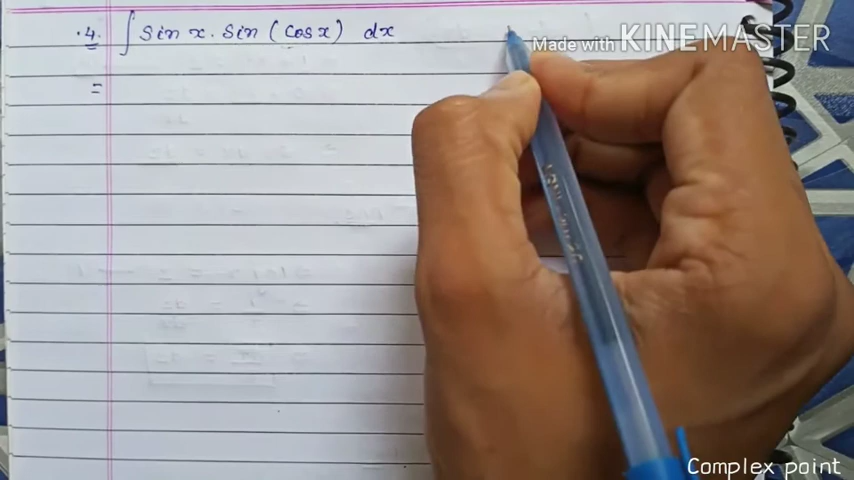 .4. ∫ Sin x . Sin ( Cos x ) dx
=
Made with KINEMASTER
Complex point